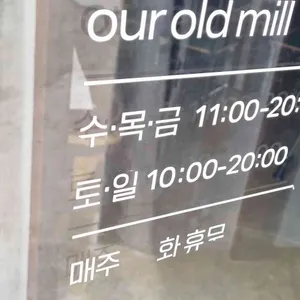 our old mill
수·목·금 11:00-20:
토·일 10:00-20:00
매주 화 휴무